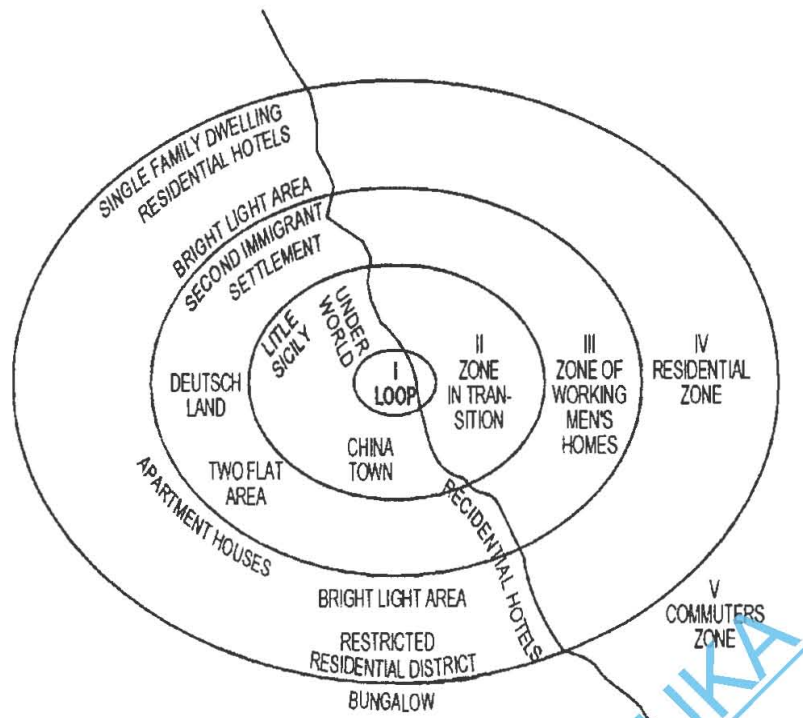 SINGLE FAMILY DWELLING
RESIDENTIAL HOTELS
BRIGHT LIGHT AREA
SECOND IMMIGRANT
SETTLEMENT
LITLE
SICILY
UNDER
WORLD
I
LOOP
II
ZONE
IN TRAN-
SITION
III
ZONE OF
WORKING
MEN'S
HOMES
IV
RESIDENTIAL
ZONE
DEUTSCH
LAND
CHINA
TOWN
TWO FLAT
AREA
APARTMENT HOUSES
RECIDENTIAL HOTELS
BRIGHT LIGHT AREA
RESTRICTED
RESIDENTIAL DISTRICT
BUNGALOW
V
COMMUTERS
ZONE